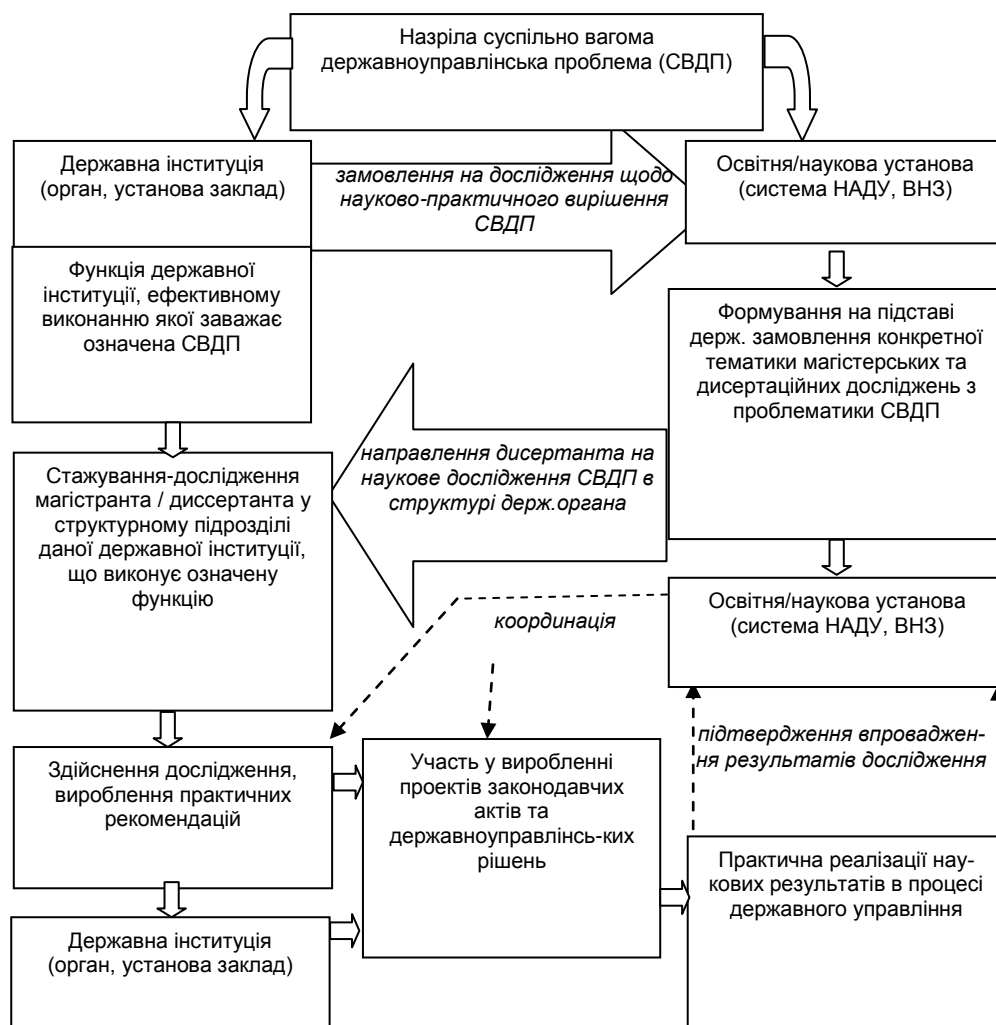 Назріла суспільно вагома
державноуправлінська проблема (СВДП)
Державна інституція
(орган, установа заклад)
замовлення на дослідження щодо
науково-практичного вирішення
СВДП
Освітня/наукова установа
(система НАДУ, ВНЗ)
Функція державної
інституції, ефективному
виконанню якої заважає
означена СВДП
Формування на підставі
держ. замовлення конкретної
тематики магістерських та
дисертаційних досліджень з
проблематики СВДП
Стажування-дослідження
магістранта / диссертанта у
структурному підрозділі
даної державної інституції,
що виконує означену
функцію
направлення дисертанта на
наукове дослідження СВДП в
структурі держ.органа
Освітня/наукова установа
(система НАДУ, ВНЗ)
координація
підтвердження впроваджен-
ня результатів дослідження
Здійснення дослідження,
вироблення практичних
рекомендацій
Участь у виробленні
проектів законодавчих
актів та
державноуправлінсь-ких
рішень
Практична реалізації нау-
кових результатів в процесі
державного управління
Державна інституція
(орган, установа заклад)